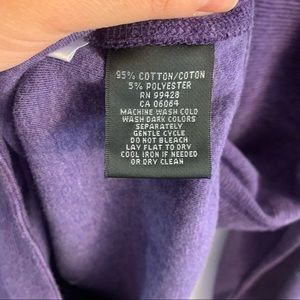 95% COTTON/COTON
5% POLYESTER
RN 99428
CA 06064
MACHINE WASH COLD
WASH DARK COLORS
SEPARATELY
GENTLE CYCLE
DO NOT BLEACH
LAY FLAT TO DRY
COOL IRON IF NEEDED
OR DRY CLEAN